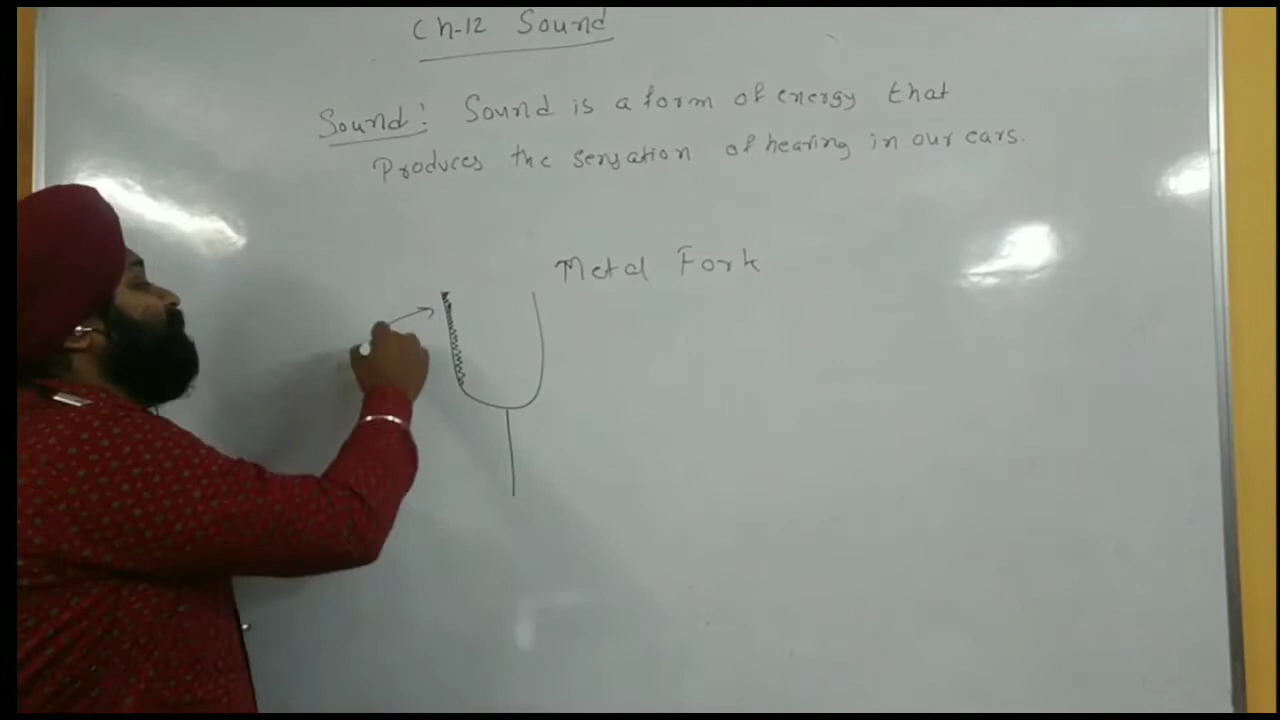 Ch-12 Sound
Sound: Sound is a form of energy that
Produces the sensation of hearing in our ears.
Metal Fork